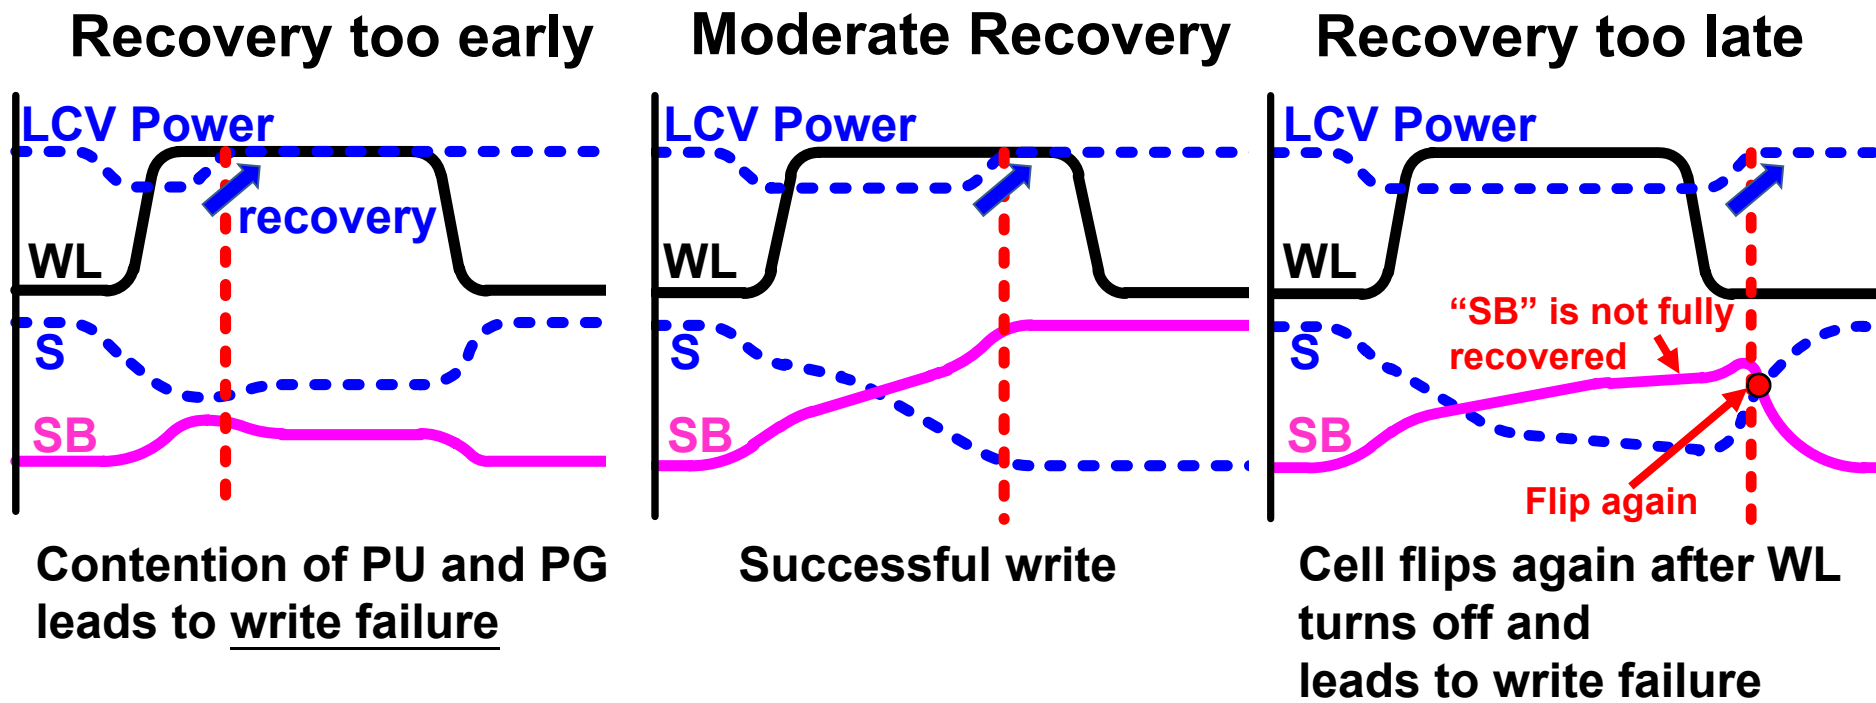 Recovery too early
LCV Power
recovery
WL
S
SB
Contention of PU and PG
leads to write failure
Moderate Recovery
LCV Power
WL
S
SB
Successful write
Recovery too late
LCV Power
WL
“SB” is not fully
recovered
S
SB
Flip again
Cell flips again after WL
turns off and
leads to write failure